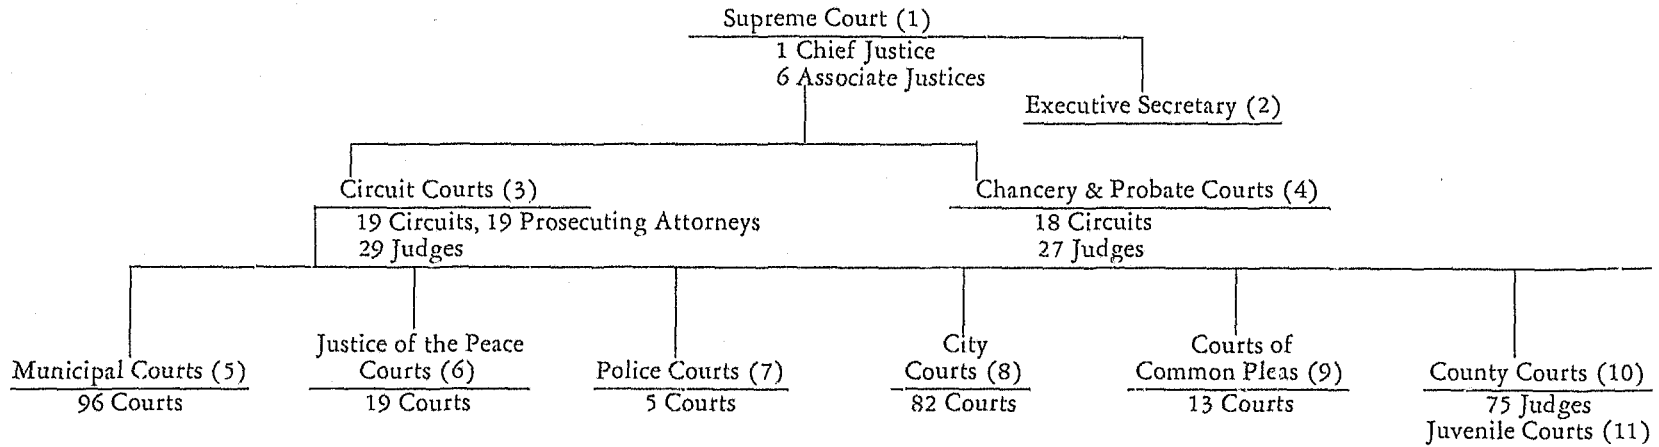 Supreme Court (1)
1 Chief Justice
6 Associate Justices
Executive Secretary (2)
Circuit Courts (3)
19 Circuits, 19 Prosecuting Attorneys
29 Judges
Chancery & Probate Courts (4)
18 Circuits
27 Judges
Municipal Courts (5)
96 Courts
Justice of the Peace
Courts (6)
19 Courts
Police Courts (7)
5 Courts
City
Courts (8)
82 Courts
Courts of
Common Pleas (9)
13 Courts
County Courts (10)
75 Judges
Juvenile Courts (11)